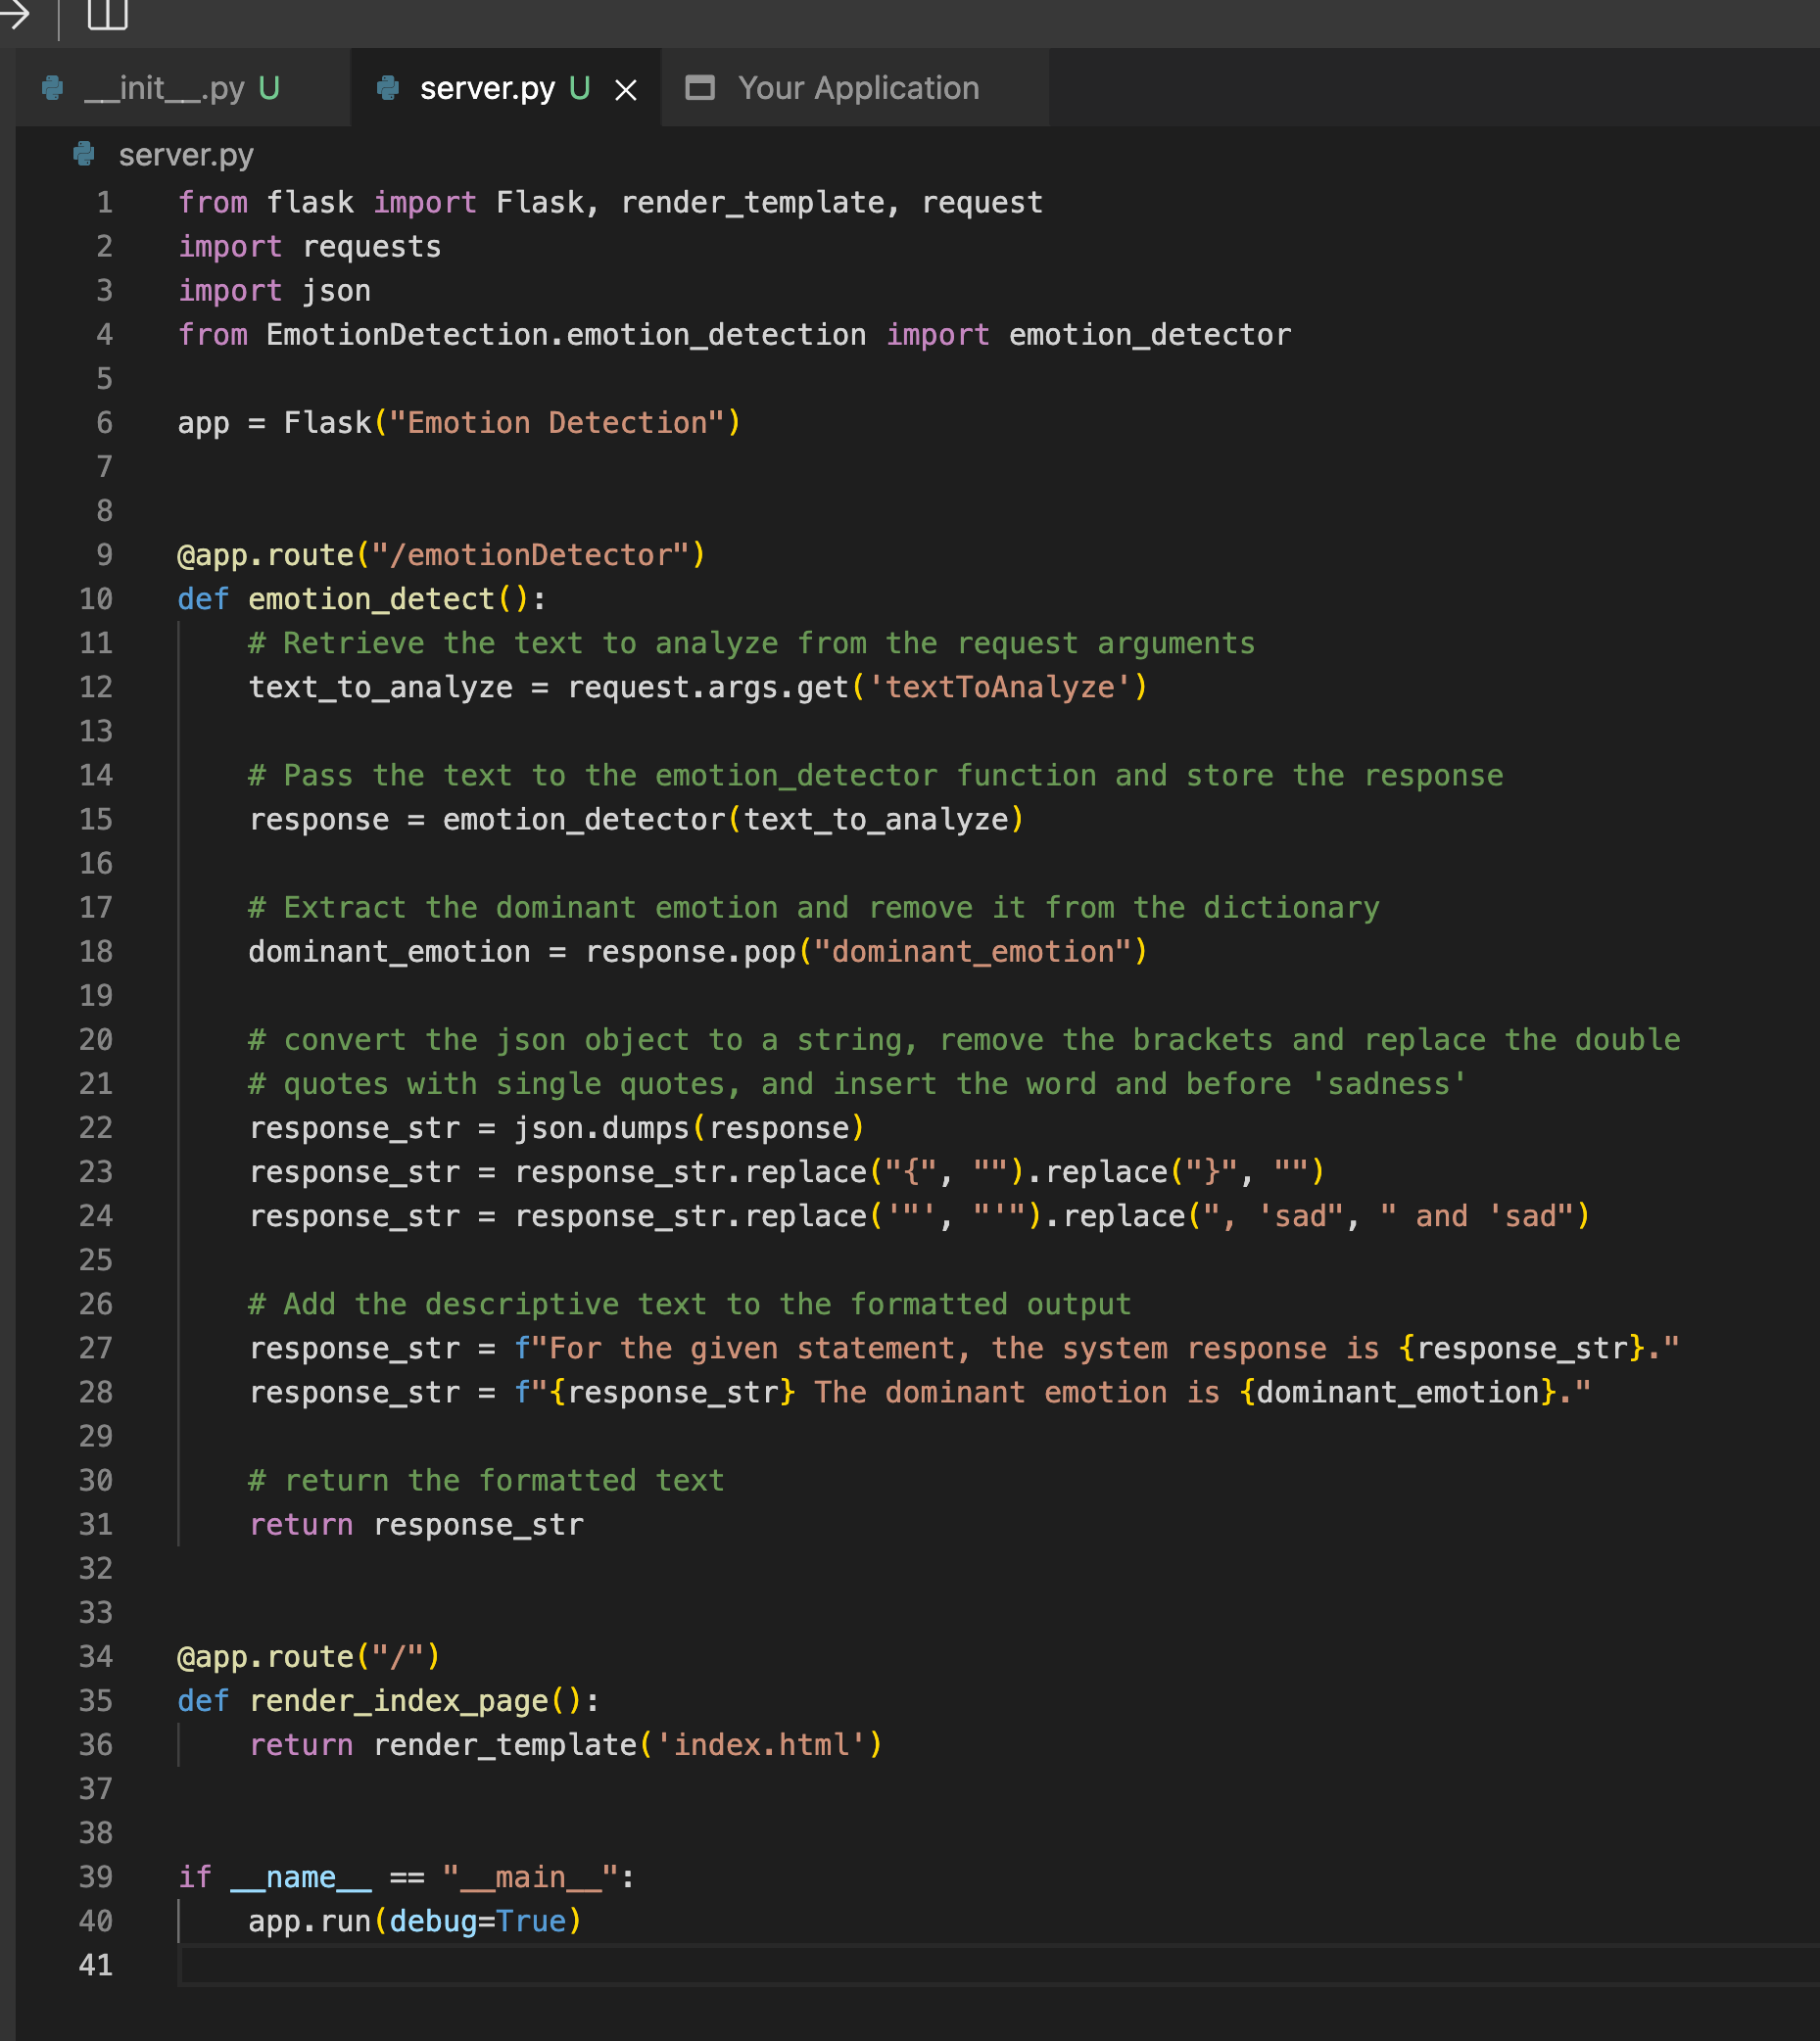 __init__.py U server.py U Your Application
server.py
1 from flask import Flask, render_template, request
2 import requests
3 import json
4 from EmotionDetection.emotion_detection import emotion_detector
5
6 app = Flask("Emotion Detection")
7
8
9 @app.route("/emotionDetector")
10 def emotion_detect():
11     # Retrieve the text to analyze from the request arguments
12     text_to_analyze = request.args.get('textToAnalyze')
13
14     # Pass the text to the emotion_detector function and store the response
15     response = emotion_detector(text_to_analyze)
16
17     # Extract the dominant emotion and remove it from the dictionary
18     dominant_emotion = response.pop("dominant_emotion")
19
20     # convert the json object to a string, remove the brackets and replace the double
21     # quotes with single quotes, and insert the word and before 'sadness'
22     response_str = json.dumps(response)
23     response_str = response_str.replace("{", "").replace("}", "")
24     response_str = response_str.replace('"', "'").replace(", 'sad", " and 'sad")
25
26     # Add the descriptive text to the formatted output
27     response_str = f"For the given statement, the system response is {response_str}."
28     response_str = f"{response_str} The dominant emotion is {dominant_emotion}."
29
30     # return the formatted text
31     return response_str
32
33
34 @app.route("/")
35 def render_index_page():
36     return render_template('index.html')
37
38
39 if __name__ == "__main__":
40     app.run(debug=True)
41